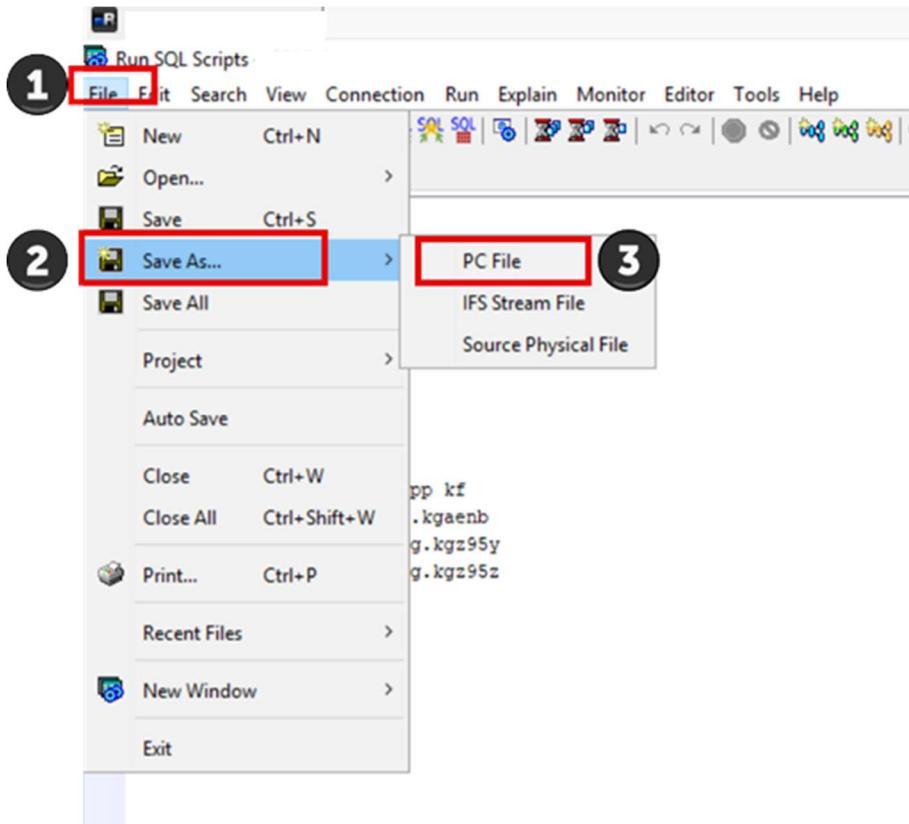 R
Run SQL Scripts
1
File Edit Search View Connection Run Explain Monitor Editor Tools Help
SQL SQL
New Ctrl+N
Open... >
Save Ctrl+S
2 Save As... > PC File 3
Save All IFS Stream File
Source Physical File
Project >
Auto Save
Close Ctrl+W
pp kf
Close All Ctrl+Shift+W .kgaenb
g.kgz95y
Print... Ctrl+P g.kgz95z
Recent Files >
New Window >
Exit